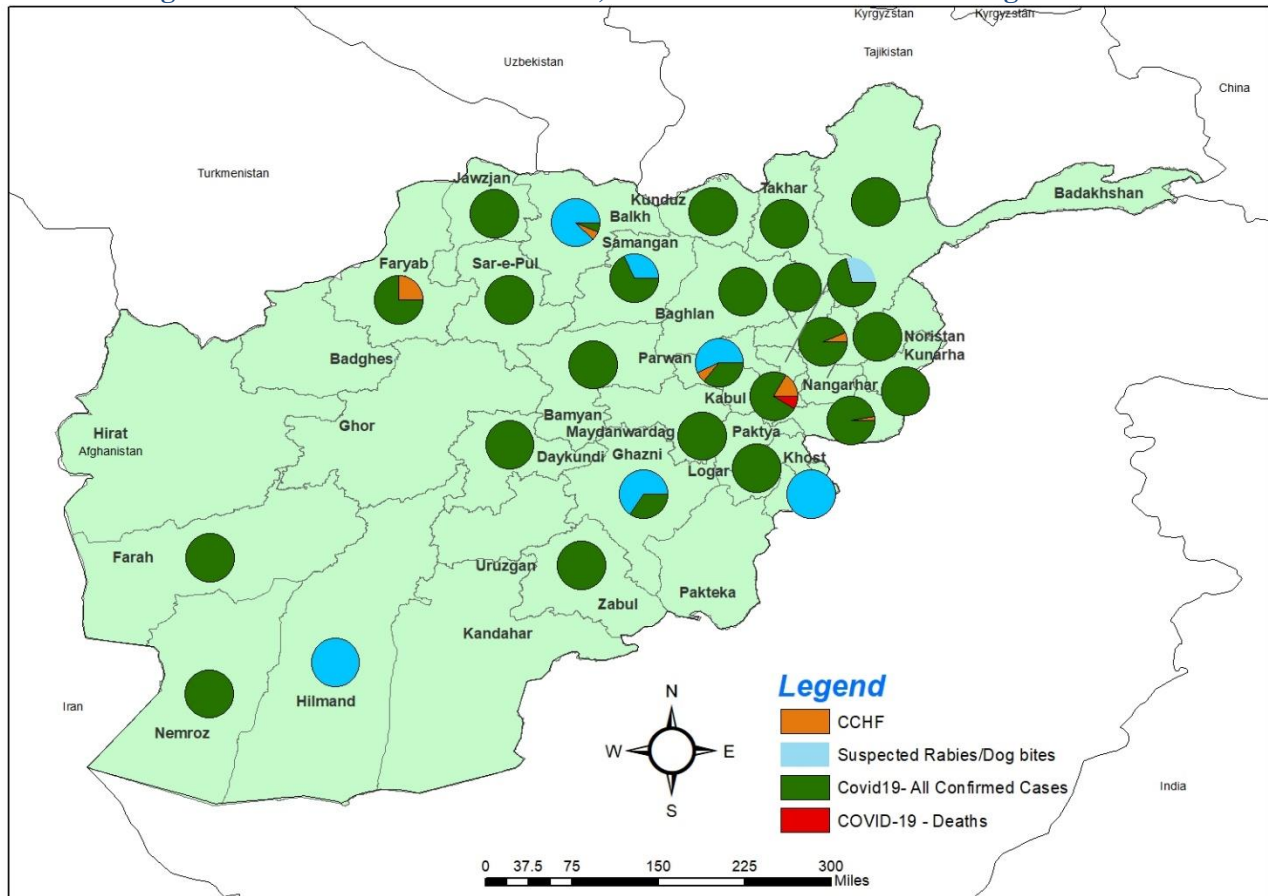 Kyrgyzstan
Kyrgyzstan
Tajikistan
Uzbekistan
China
Turkmenistan
Jawzjan
Kunduz
Takhar
Badakhshan
Balkh
Samangan
Faryab
Sar-e-Pul
Baghlan
Noristan
Kunarha
Badghes
Parwan
Kabul
Nangarhar
Ghor
Bamyan
Hirat
Afghanistan
Maydanwardag
Paktya
Daykundi
Ghazni
Logar
Khost
Farah
Uruzgan
Zabul
Pakteka
Kandahar
Hilmand
Nemroz
Iran
India
N
W
E
S
Legend
CCHF
Suspected Rabies/Dog bites
Covid19- All Confirmed Cases
COVID-19 - Deaths
0 37.5 75 150 225 300
Miles